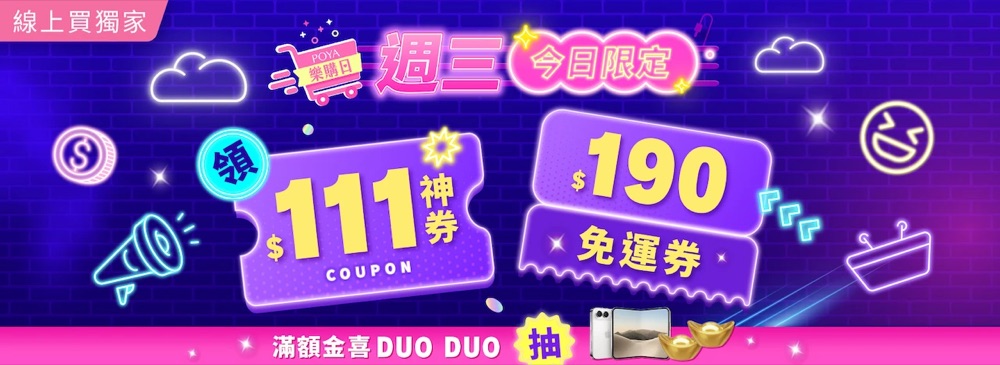 線上買獨家
POYA
樂購日
週三
今日限定
領
$111
神券
COUPON
$190
免運券
滿額金喜 DUO DUO 抽